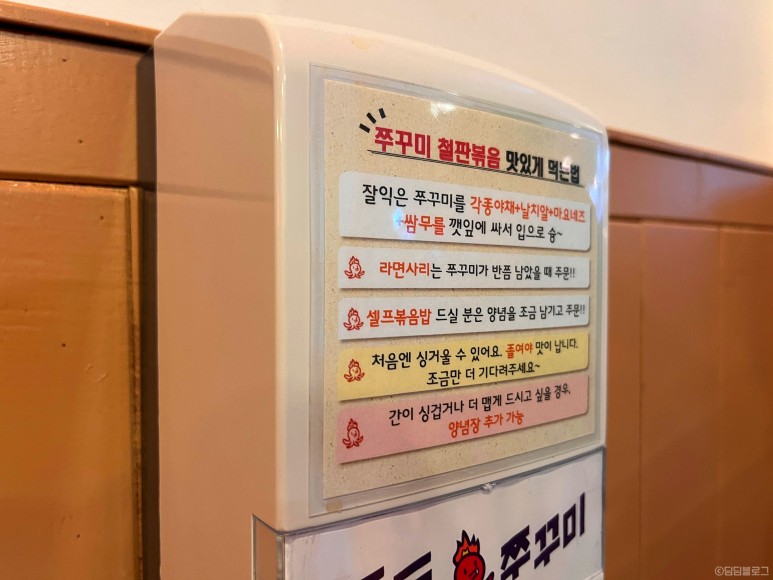 쭈꾸미 철판볶음 맛있게 먹는법
잘익은 쭈꾸미를 각종야채+날치알+마요네즈
+쌈무를 깻잎에 싸서 입으로 슝~
라면사리는 쭈꾸미가 반쯤 남았을 때 주문!!
셀프볶음밥 드실 분은 양념을 조금 남기고 주문!!
처음엔 싱거울 수 있어요. 졸여야 맛이 납니다.
조금만 더 기다려주세요~
간이 싱겁거나 더 맵게 드시고 싶을 경우,
양념장 추가 가능
쭈꾸미
©딤딤블로그